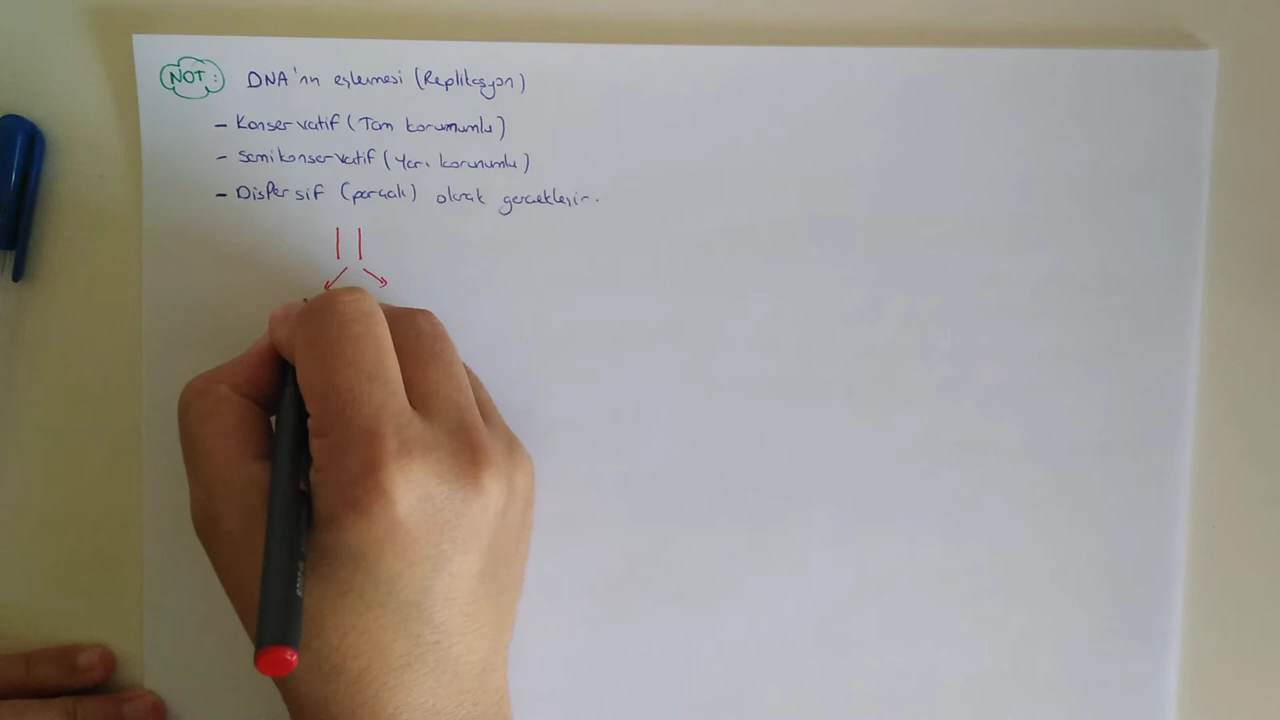 NOT: DNA'nın eşlenmesi (Replikasyon)
- Konservatif (Tam korunumlu)
- Semikonservatif (Yarı korunumlu)
- Dispersif (parçalı) olarak gerçekleşir.